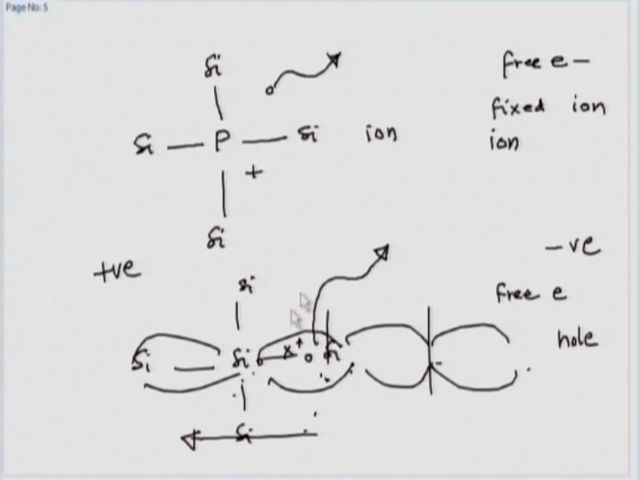 Page No: 5
Si
free e-
fixed ion
Si P Si ion
ion
+
Si
+ve
-ve
Si
free e
hole
Si Si x o Si
Si